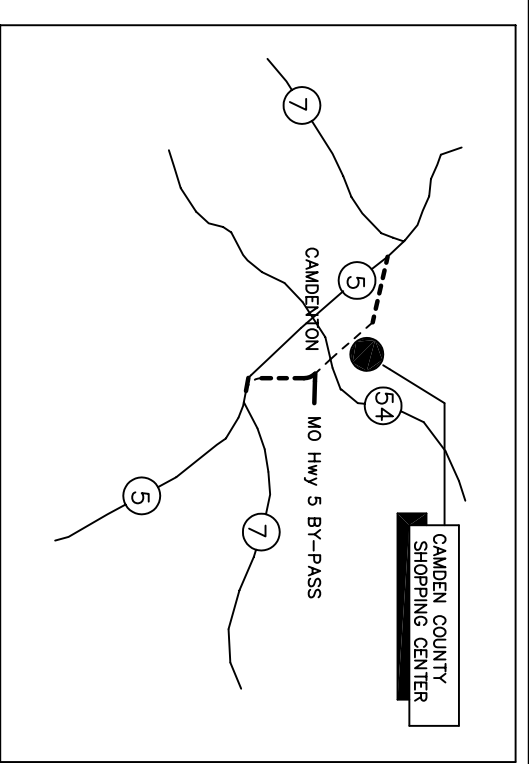 CAMDEN COUNTY
SHOPPING CENTER
54
5
CAMDENTON
MO Hwy 5 BY-PASS
7
7
5